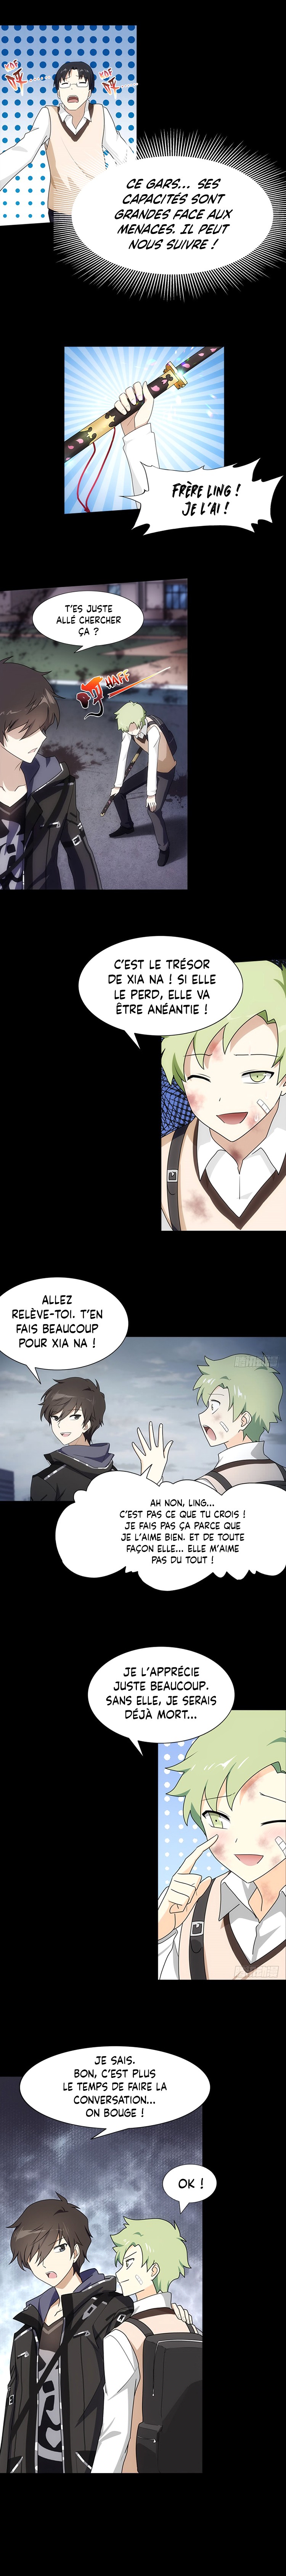 HAF
HAF
CE GARS... SES
CAPACITÉS SONT
GRANDES FACE AUX
MENACES. IL PEUT
NOUS SUIVRE !
FRÈRE LING !
JE L'AI !
T'ES JUSTE
ALLÉ CHERCHER
ÇA ?
HAFF
C'EST LE TRÉSOR
DE XIA NA ! SI ELLE
LE PERD, ELLE VA
ÊTRE ANÉANTIE !
ALLEZ
RELÈVE-TOI. T'EN
FAIS BEAUCOUP
POUR XIA NA !
AH NON, LING...
C'EST PAS CE QUE TU CROIS !
JE FAIS PAS ÇA PARCE QUE
JE L'AIME BIEN. ET DE TOUTE
FAÇON ELLE... ELLE M'AIME
PAS DU TOUT !
JE L'APPRÉCIE
JUSTE BEAUCOUP.
SANS ELLE, JE SERAIS
DÉJÀ MORT...
JE SAIS.
BON, C'EST PLUS
LE TEMPS DE FAIRE LA
CONVERSATION...
ON BOUGE !
OK !